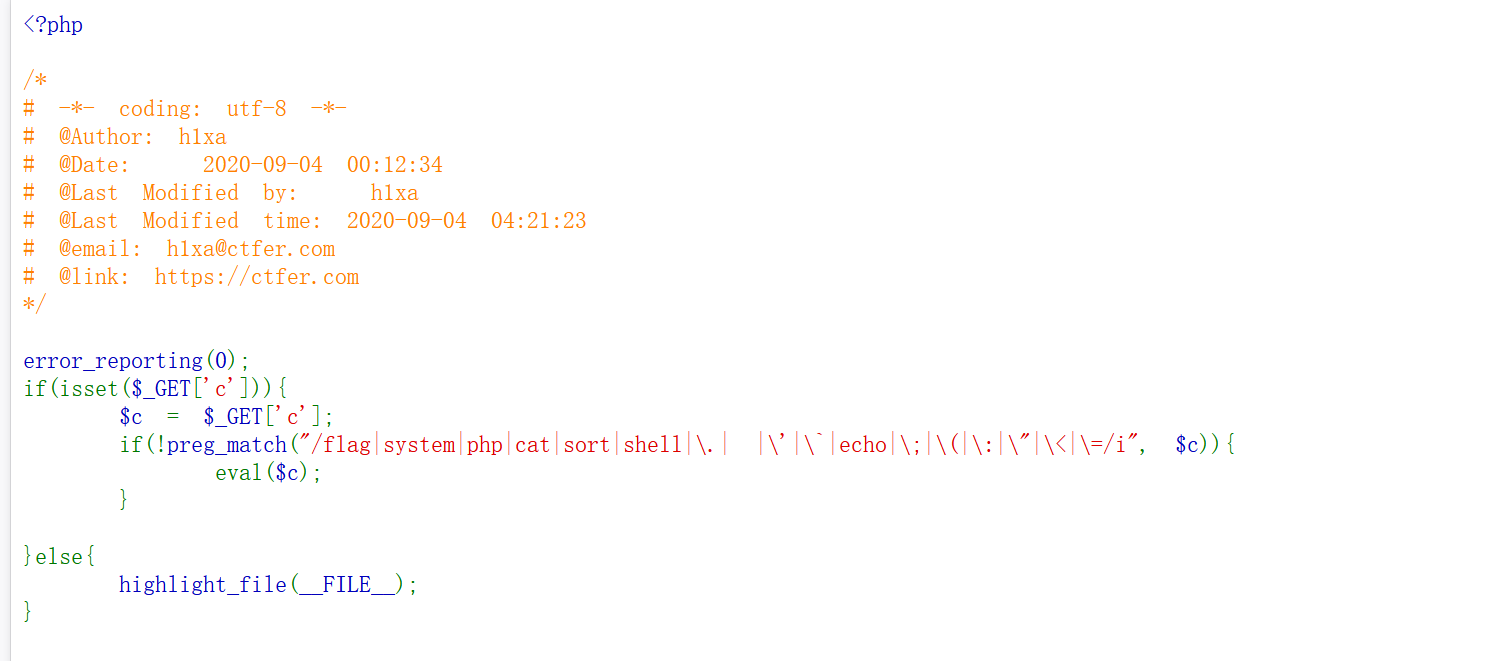 <?php
/*
# -*- coding: utf-8 -*-
# @Author: h1xa
# @Date:   2020-09-04 00:12:34
# @Last Modified by:   h1xa
# @Last Modified time: 2020-09-04 04:21:23
# @email: h1xa@ctfer.com
# @link: https://ctfer.com
*/
error_reporting(0);
if(isset($_GET['c'])){
    $c = $_GET['c'];
    if(!preg_match("/flag|system|php|cat|sort|shell|\.| |\'|\`|echo|\;|\(|\:|\"|\<|\=/i", $c)){
        eval($c);
    }
}else{
    highlight_file(__FILE__);
}